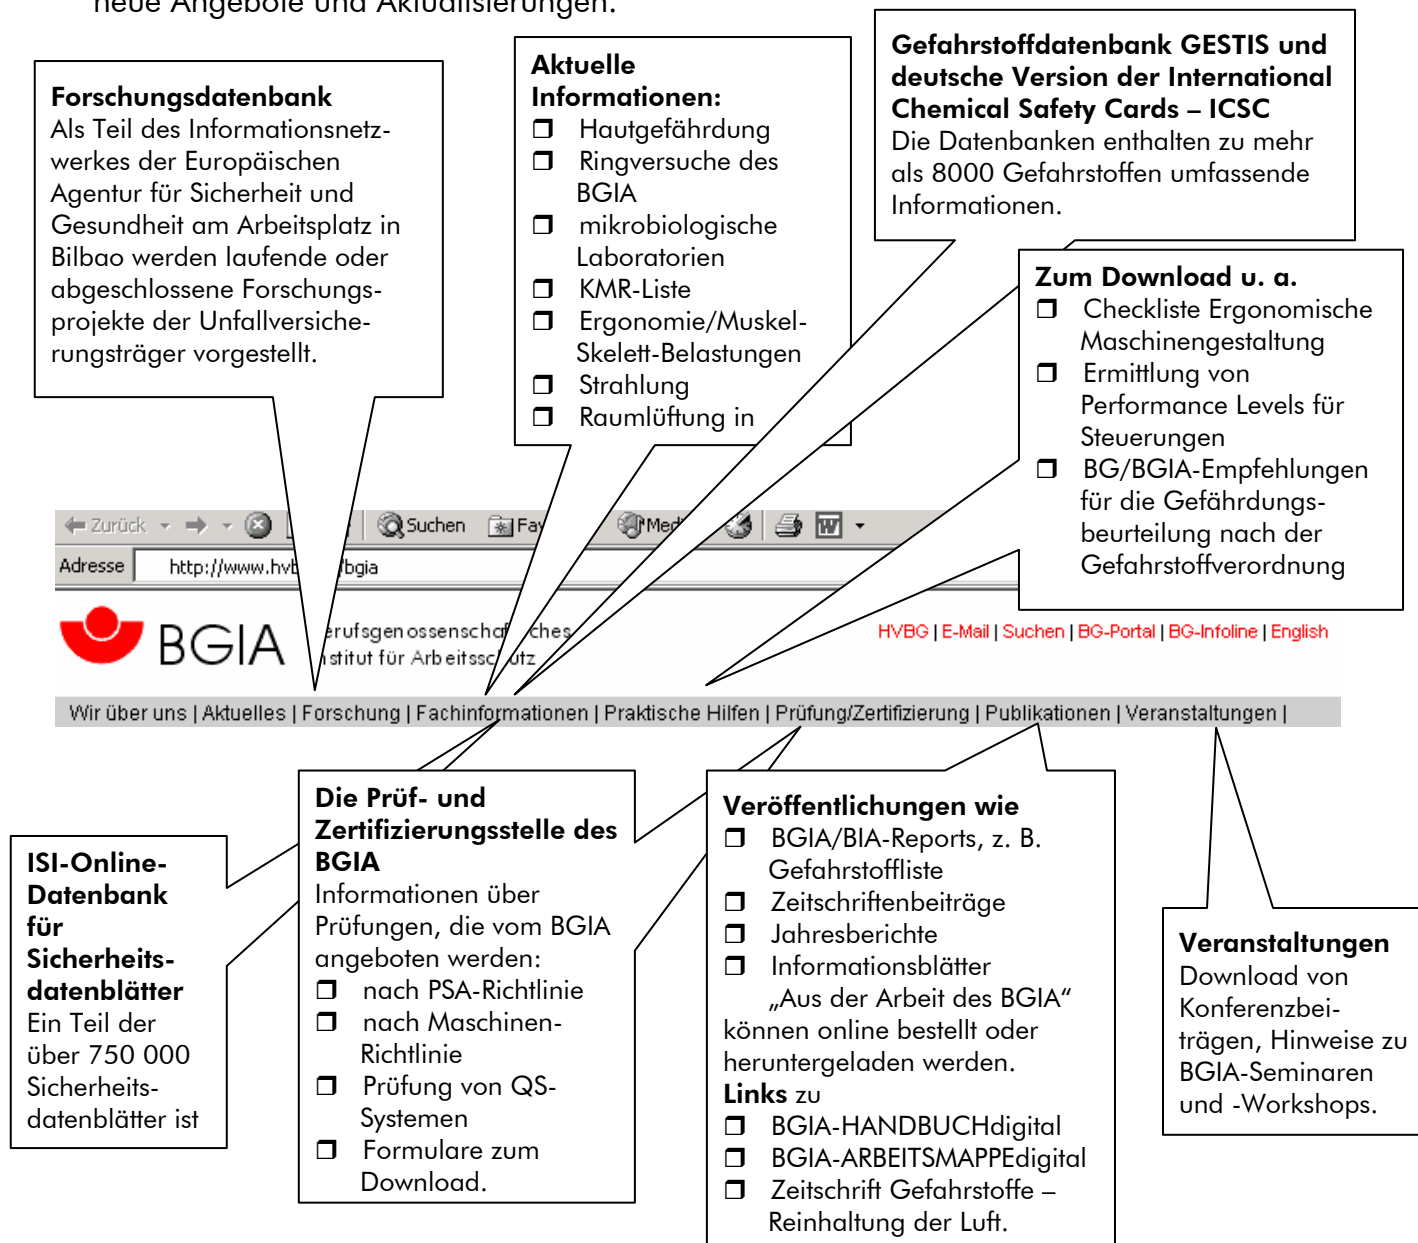 neue Angebote und Aktualisierungen.
Forschungsdatenbank
Als Teil des Informationsnetz-
werkes der Europäischen
Agentur für Sicherheit und
Gesundheit am Arbeitsplatz in
Bilbao werden laufende oder
abgeschlossene Forschungs-
projekte der Unfallversiche-
rungsträger vorgestellt.
Aktuelle
Informationen:
❒ Hautgefährdung
❒ Ringversuche des
BGIA
❒ mikrobiologische
Laboratorien
❒ KMR-Liste
❒ Ergonomie/Muskel-
Skelett-Belastungen
❒ Strahlung
❒ Raumlüftung in
Gefahrstoffdatenbank GESTIS und
deutsche Version der International
Chemical Safety Cards – ICSC
Die Datenbanken enthalten zu mehr
als 8000 Gefahrstoffen umfassende
Informationen.
Zum Download u. a.
❒ Checkliste Ergonomische
Maschinengestaltung
❒ Ermittlung von
Performance Levels für
Steuerungen
❒ BG/BGIA-Empfehlungen
für die Gefährdungs-
beurteilung nach der
Gefahrstoffverordnung
Zurück Suchen
Adresse
BGIA
Institut für
HVBG | E-Mail | Suchen | BG-Portal | BG-Infoline | English
Wir über uns | Aktuelles | Forschung | Fachinformationen | Praktische Hilfen | Prüfung/Zertifizierung | Publikationen | Veranstaltungen |
ISI-Online-
Datenbank
für
Sicherheits-
datenblätter
Ein Teil der
über 750 000
Sicherheits-
datenblätter ist
Die Prüf- und
Zertifizierungsstelle des
BGIA
Informationen über
Prüfungen, die vom BGIA
angeboten werden:
❒ nach PSA-Richtlinie
❒ nach Maschinen-
Richtlinie
❒ Prüfung von QS-
Systemen
❒ Formulare zum
Download.
Veröffentlichungen wie
❒ BGIA/BIA-Reports, z. B.
Gefahrstoffliste
❒ Zeitschriftenbeiträge
❒ Jahresberichte
❒ Informationsblätter
„Aus der Arbeit des BGIA“
können online bestellt oder
heruntergeladen werden.
Links zu
❒ BGIA-HANDBUCHdigital
❒ BGIA-ARBEITSMAPPEdigital
❒ Zeitschrift Gefahrstoffe –
Reinhaltung der Luft.
Veranstaltungen
Download von
Konferenzbei-
trägen, Hinweise zu
BGIA-Seminaren
und -Workshops.